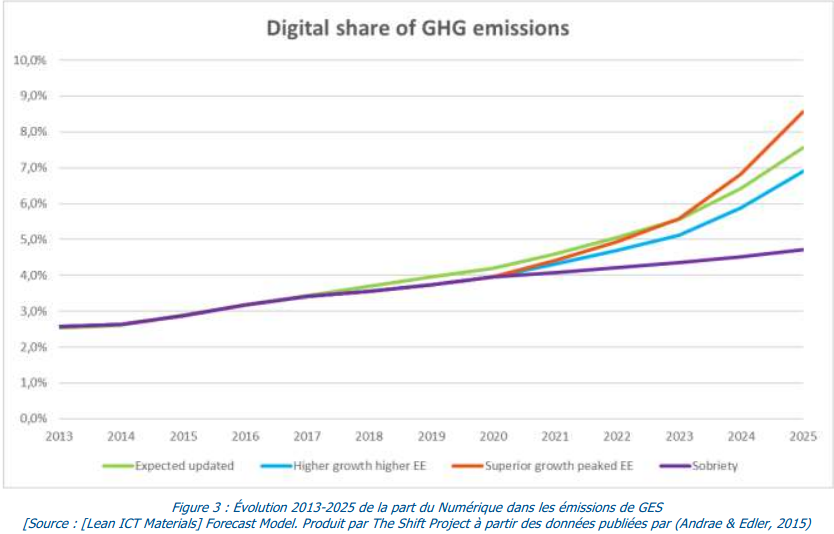 Digital share of GHG emissions
10,0%
9,0%
8,0%
7,0%
6,0%
5,0%
4,0%
3,0%
2,0%
1,0%
0,0%
2013 2014 2015 2016 2017 2018 2019 2020 2021 2022 2023 2024 2025
Expected updated Higher growth higher EE Superior growth peaked EE Sobriety
Figure 3 : Évolution 2013-2025 de la part du Numérique dans les émissions de GES
[Source : [Lean ICT Materials] Forecast Model. Produit par The Shift Project à partir des données publiées par (Andrae & Edler, 2015)